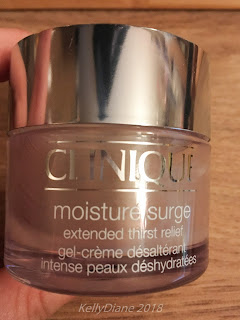 CLINIQUE
moisture surge
extended thirst relief
gel-crème désaltérant
intense peaux déshydratées
KellyDiane 2018